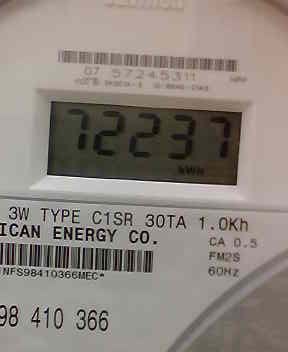 07 57245311
72237
kWh
3W TYPE C1SR 30TA 1.0Kh
ICAN ENERGY CO.
CA 0.5
FM2S
60Hz
*NFS98410366MEC*
98 410 366